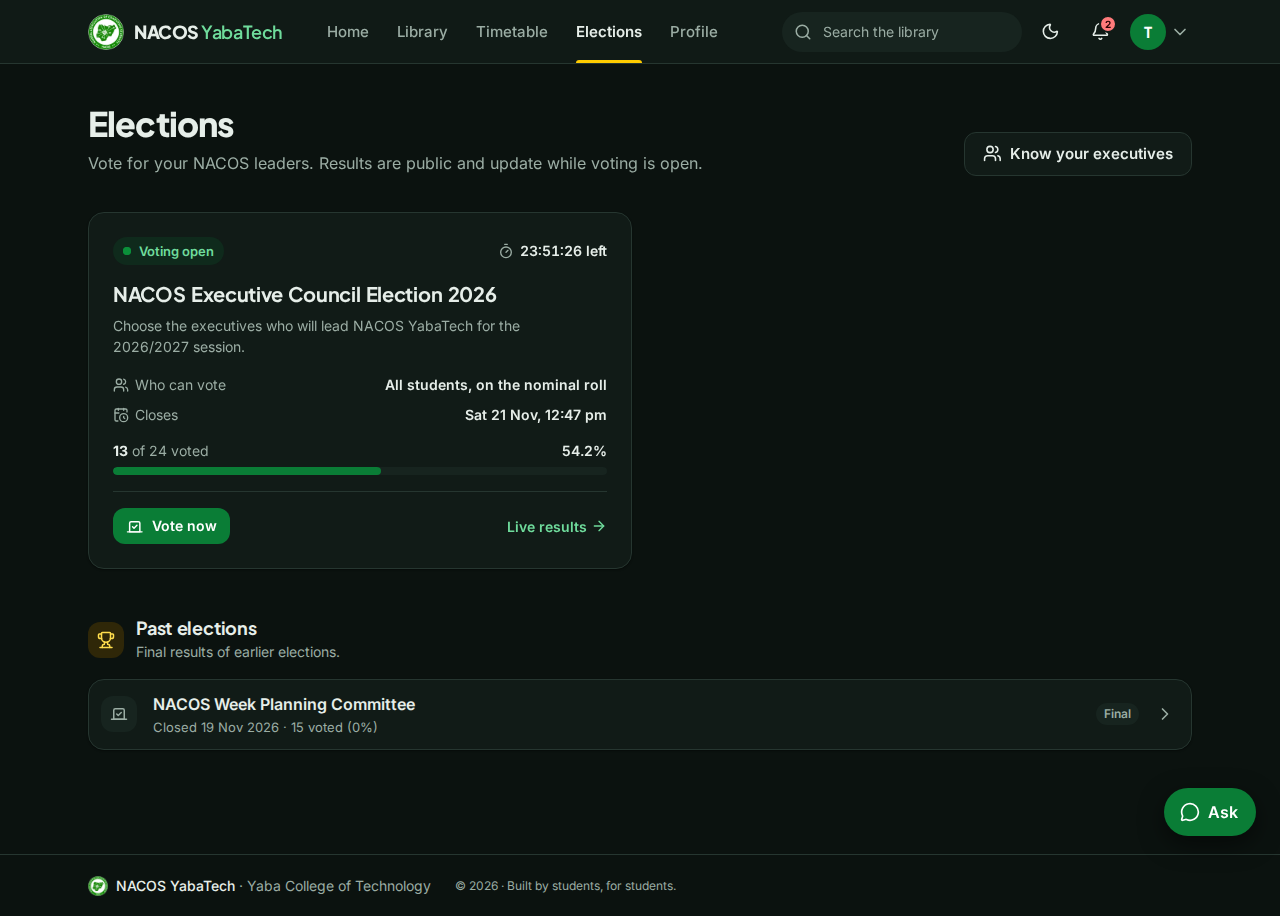 NACOS YabaTech
Home
Library
Timetable
Elections
Profile
Search the library
2
T
Elections
Vote for your NACOS leaders. Results are public and update while voting is open.
Know your executives
Voting open
23:51:26 left
NACOS Executive Council Election 2026
Choose the executives who will lead NACOS YabaTech for the
2026/2027 session.
Who can vote
All students, on the nominal roll
Closes
Sat 21 Nov, 12:47 pm
13 of 24 voted
54.2%
Vote now
Live results →
Past elections
Final results of earlier elections.
NACOS Week Planning Committee
Closed 19 Nov 2026 · 15 voted (0%)
Final
Ask
NACOS YabaTech · Yaba College of Technology
© 2026 · Built by students, for students.